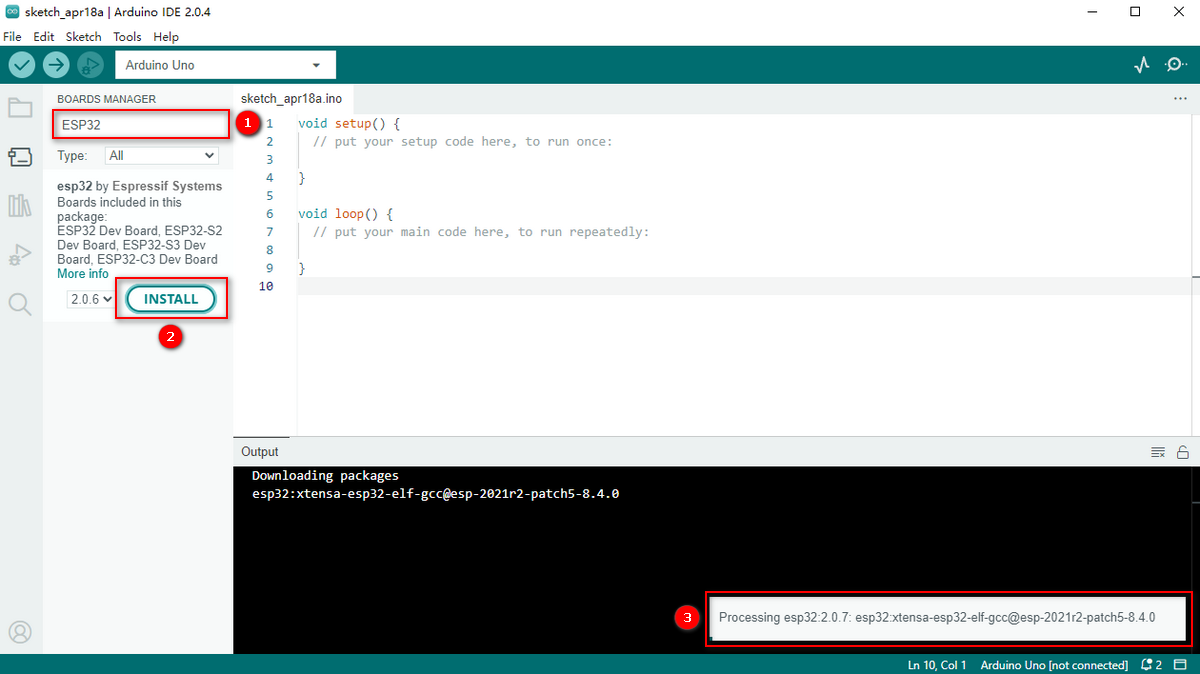 sketch_apr18a | Arduino IDE 2.0.4
File Edit Sketch Tools Help
Arduino Uno
BOARDS MANAGER
ESP32
1
Type: All
esp32 by Espressif Systems
Boards included in this
package:
ESP32 Dev Board, ESP32-S2
Dev Board, ESP32-S3 Dev
Board, ESP32-C3 Dev Board
More info
2.0.6 INSTALL
2
sketch_apr18a.ino
1 void setup() {
2 // put your setup code here, to run once:
3
4 }
5
6 void loop() {
7 // put your main code here, to run repeatedly:
8
9 }
10
Output
Downloading packages
esp32:xtensa-esp32-elf-gcc@esp-2021r2-patch5-8.4.0
3
Processing esp32:2.0.7: esp32:xtensa-esp32-elf-gcc@esp-2021r2-patch5-8.4.0
Ln 10, Col 1 Arduino Uno [not connected] 2